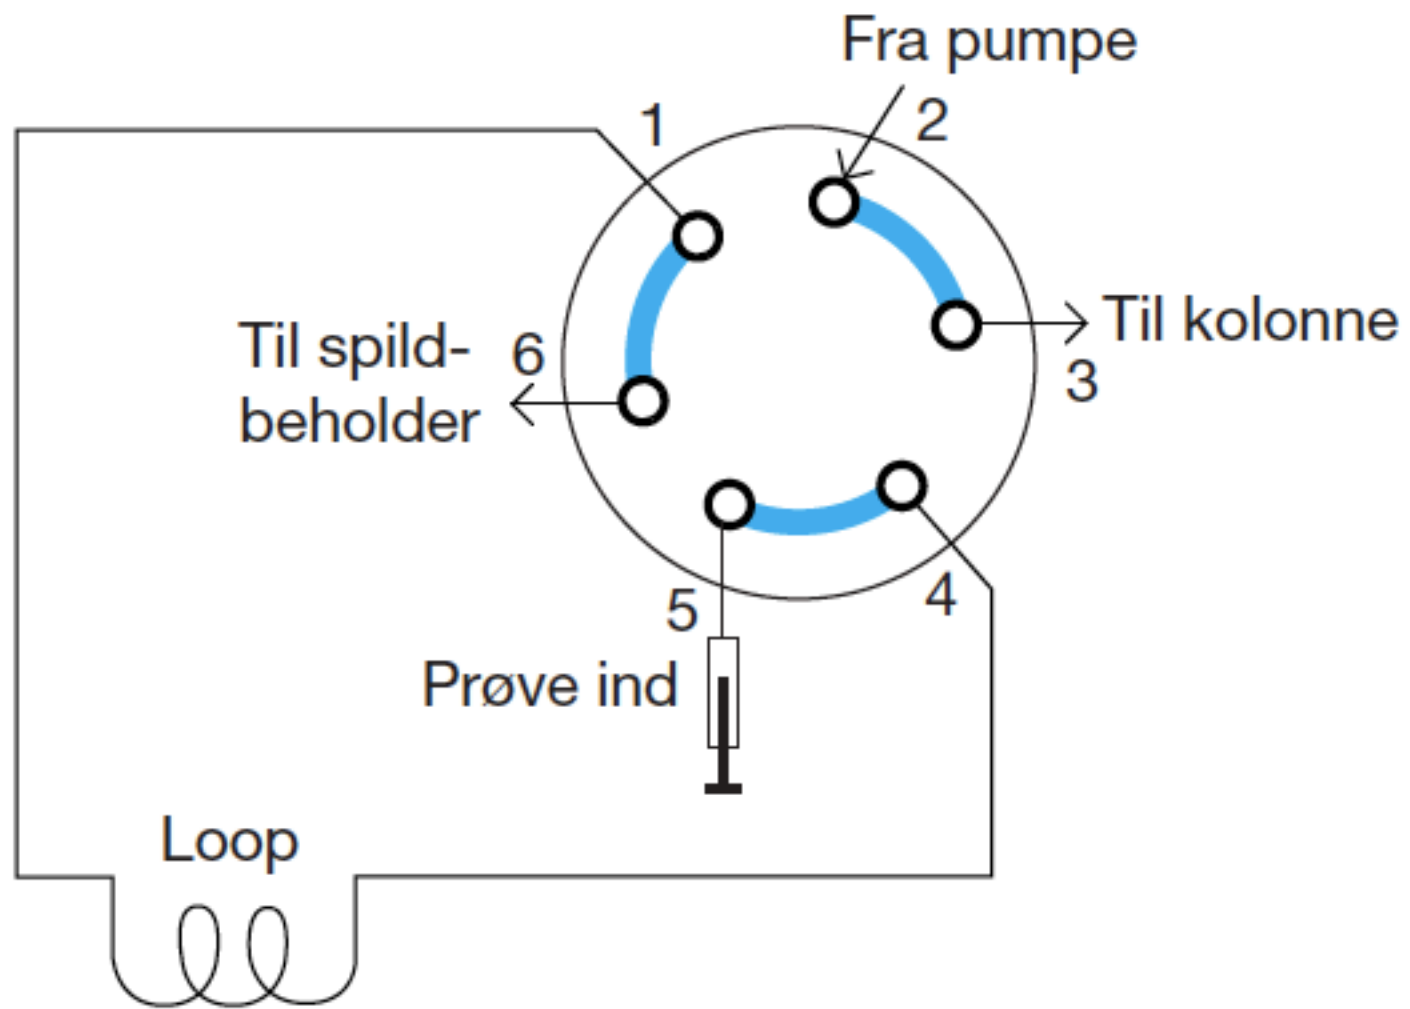 Fra pumpe
1
2
Til kolonne
3
Til spild-
beholder
6
5
4
Prøve ind
Loop